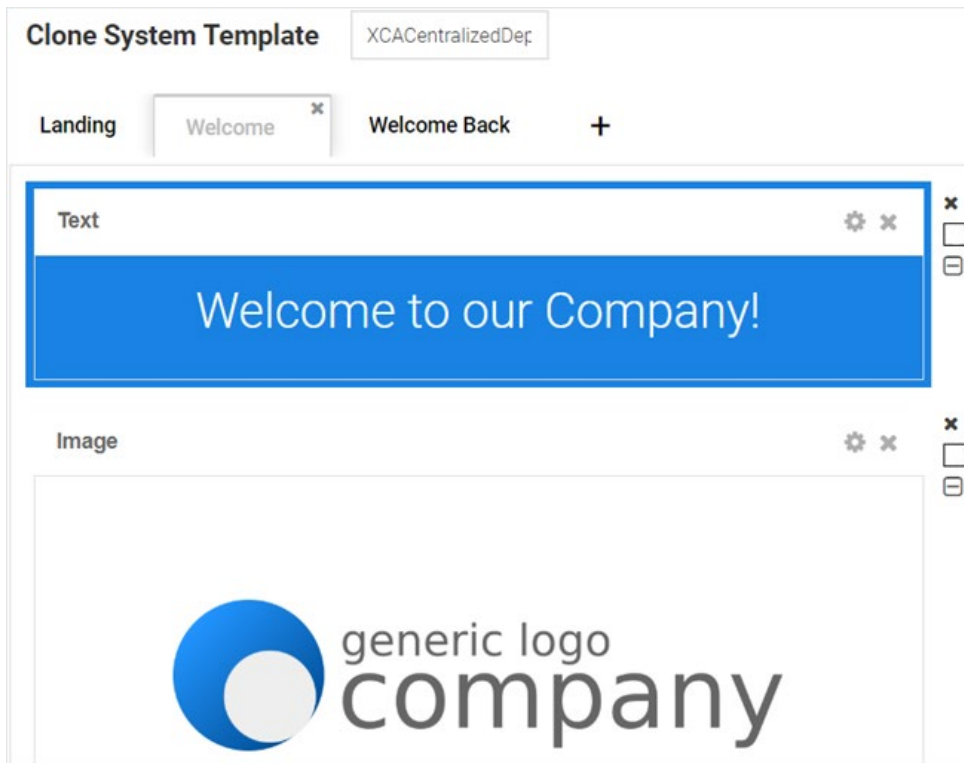 Clone System Template XCACentralizedDep
Landing Welcome Welcome Back +
Text
Welcome to our Company!
Image
generic logo
company